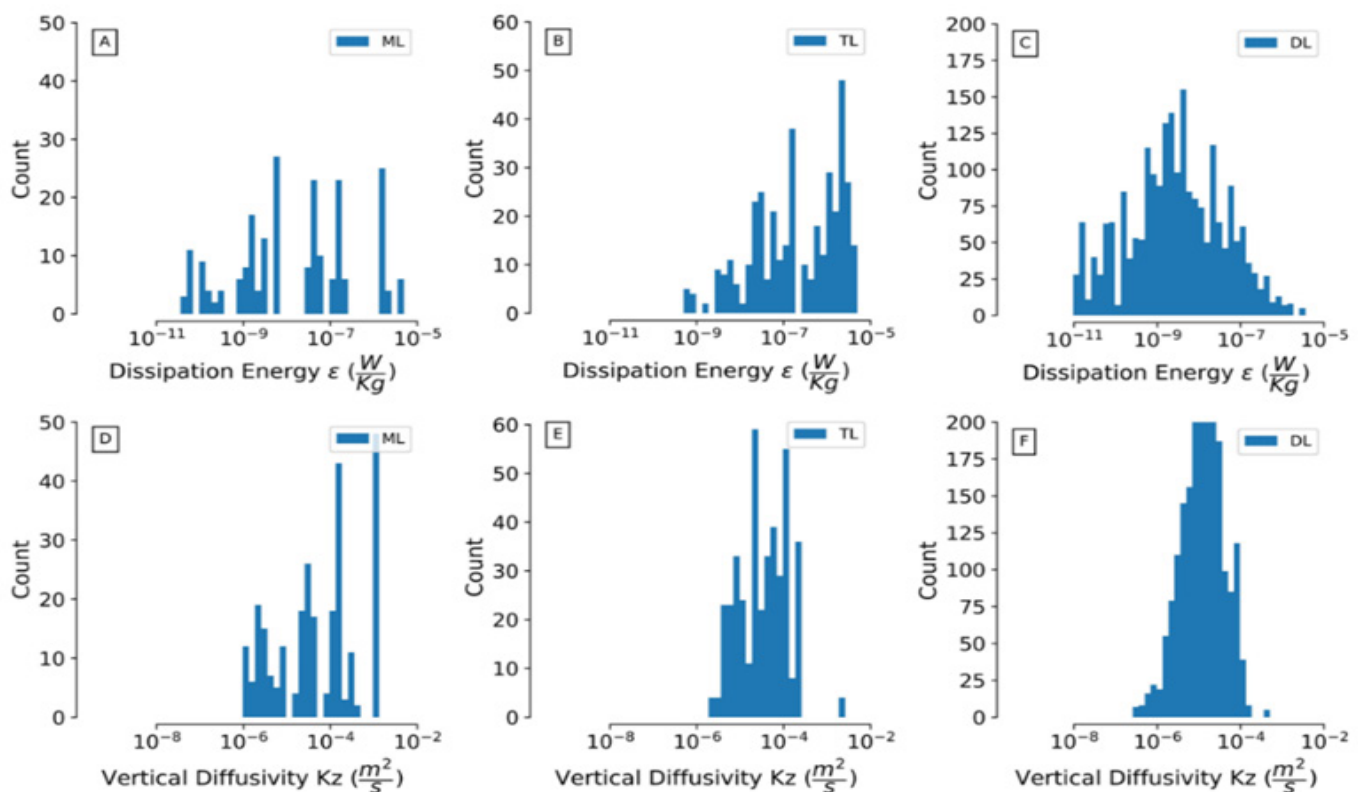 A
ML
Count
50
40
30
20
10
0
10⁻¹¹ 10⁻⁹ 10⁻⁷ 10⁻⁵
Dissipation Energy ε (W/Kg)
B
TL
Count
60
50
40
30
20
10
0
10⁻¹¹ 10⁻⁹ 10⁻⁷ 10⁻⁵
Dissipation Energy ε (W/Kg)
C
DL
Count
200
175
150
125
100
75
50
25
0
10⁻¹¹ 10⁻⁹ 10⁻⁷ 10⁻⁵
Dissipation Energy ε (W/Kg)
D
ML
Count
50
40
30
20
10
0
10⁻⁸ 10⁻⁶ 10⁻⁴ 10⁻²
Vertical Diffusivity Kz (m²/s)
E
TL
Count
60
50
40
30
20
10
0
10⁻⁸ 10⁻⁶ 10⁻⁴ 10⁻²
Vertical Diffusivity Kz (m²/s)
F
DL
Count
200
175
150
125
100
75
50
25
0
10⁻⁸ 10⁻⁶ 10⁻⁴ 10⁻²
Vertical Diffusivity Kz (m²/s)